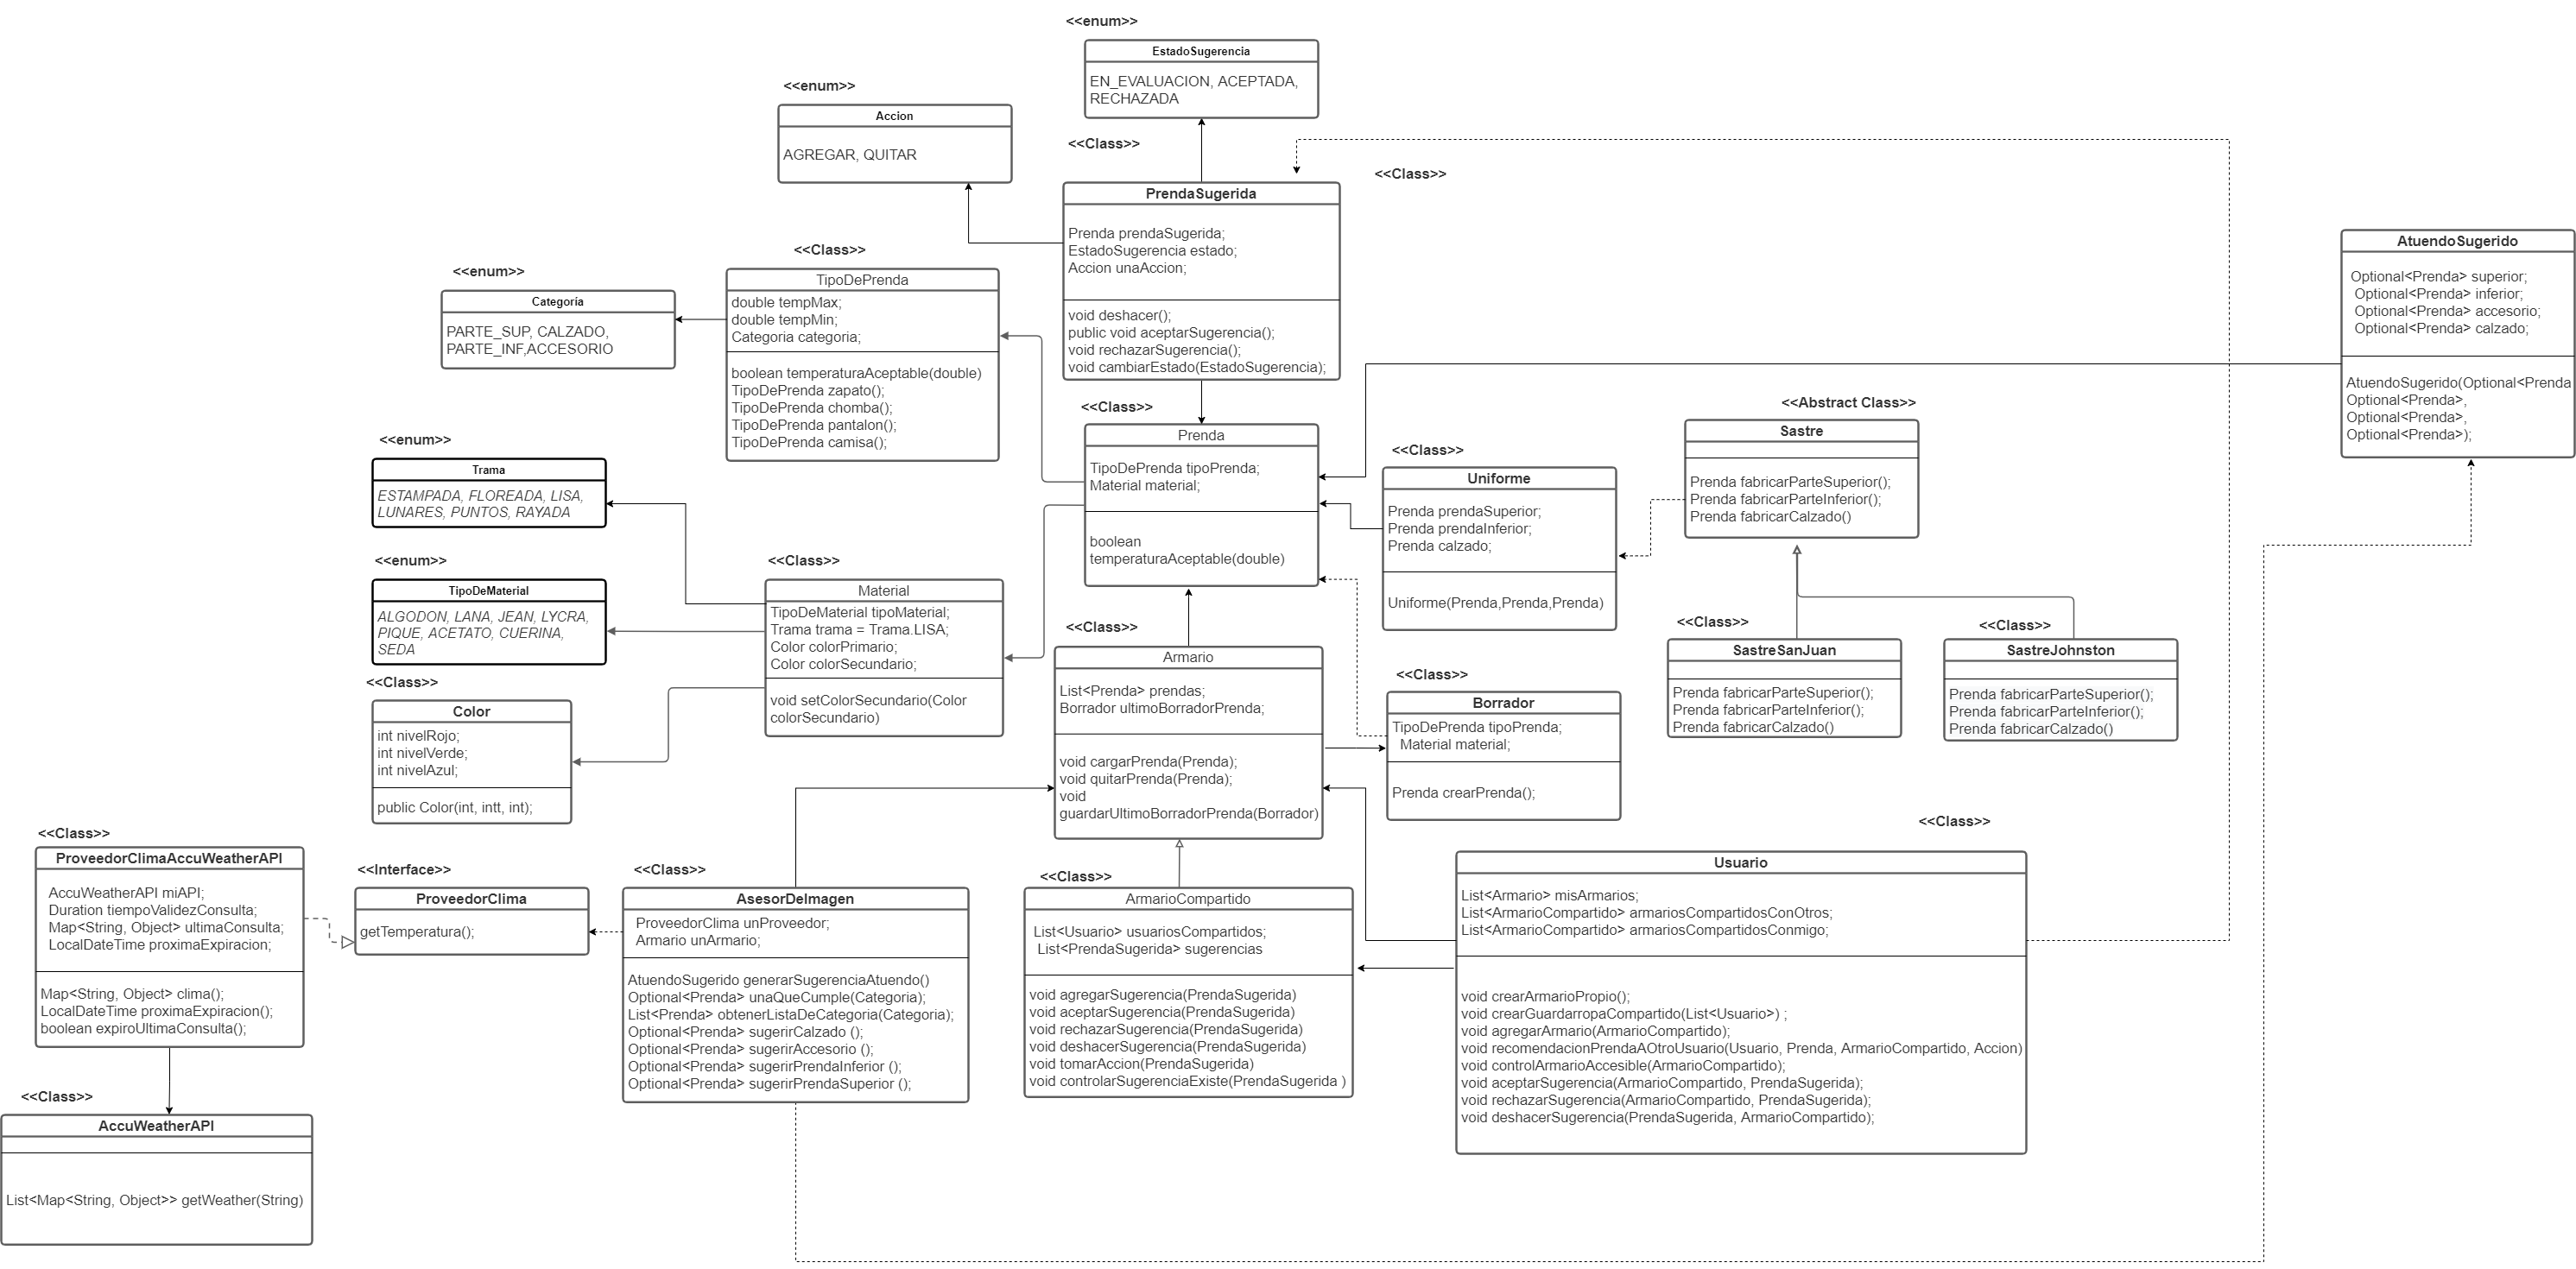 <<enum>>
EstadoSugerencia
EN_EVALUACION, ACEPTADA,
RECHAZADA
<<enum>>
Accion
AGREGAR, QUITAR
<<Class>>
PrendaSugerida
Prenda prendaSugerida;
EstadoSugerencia estado;
Accion unaAccion;
void deshacer();
public void aceptarSugerencia();
void rechazarSugerencia();
void cambiarEstado(EstadoSugerencia);
<<Class>>
AtuendoSugerido
Optional<Prenda> superior;
Optional<Prenda> inferior;
Optional<Prenda> accesorio;
Optional<Prenda> calzado;
AtuendoSugerido(Optional<Prenda
Optional<Prenda>,
Optional<Prenda>,
Optional<Prenda>);
<<Class>>
TipoDePrenda
double tempMax;
double tempMin;
Categoria categoria;
boolean temperaturaAceptable(double)
TipoDePrenda zapato();
TipoDePrenda chomba();
TipoDePrenda pantalon();
TipoDePrenda camisa();
<<enum>>
Categoría
PARTE_SUP, CALZADO,
PARTE_INF,ACCESORIO
<<Class>>
Prenda
TipoDePrenda tipoPrenda;
Material material;
boolean
temperaturaAceptable(double)
<<Class>>
Uniforme
Prenda prendaSuperior;
Prenda prendaInferior;
Prenda calzado;
Uniforme(Prenda,Prenda,Prenda)
<<Abstract Class>>
Sastre
Prenda fabricarParteSuperior();
Prenda fabricarParteInferior();
Prenda fabricarCalzado()
<<enum>>
Trama
ESTAMPADA, FLOREADA, LISA,
LUNARES, PUNTOS, RAYADA
<<enum>>
TipoDeMaterial
ALGODON, LANA, JEAN, LYCRA,
PIQUE, ACETATO, CUERINA,
SEDA
<<Class>>
Material
TipoDeMaterial tipoMaterial;
Trama trama = Trama.LISA;
Color colorPrimario;
Color colorSecundario;
void setColorSecundario(Color
colorSecundario)
<<Class>>
Color
int nivelRojo;
int nivelVerde;
int nivelAzul;
public Color(int, intt, int);
<<Class>>
Armario
List<Prenda> prendas;
Borrador ultimoBorradorPrenda;
void cargarPrenda(Prenda);
void quitarPrenda(Prenda);
void
guardarUltimoBorradorPrenda(Borrador)
<<Class>>
Borrador
TipoDePrenda tipoPrenda;
Material material;
Prenda crearPrenda();
<<Class>>
SastreSanJuan
Prenda fabricarParteSuperior();
Prenda fabricarParteInferior();
Prenda fabricarCalzado()
<<Class>>
SastreJohnston
Prenda fabricarParteSuperior();
Prenda fabricarParteInferior();
Prenda fabricarCalzado()
<<Class>>
ProveedorClimaAccuWeatherAPI
AccuWeatherAPI miAPI;
Duration tiempoValidezConsulta;
Map<String, Object> ultimaConsulta;
LocalDateTime proximaExpiracion;
Map<String, Object> clima();
LocalDateTime proximaExpiracion();
boolean expiroUltimaConsulta();
<<Interface>>
ProveedorClima
getTemperatura();
<<Class>>
AsesorDeImagen
ProveedorClima unProveedor;
Armario unArmario;
AtuendoSugerido generarSugerenciaAtuendo()
Optional<Prenda> unaQueCumple(Categoria);
List<Prenda> obtenerListaDeCategoria(Categoria);
Optional<Prenda> sugerirCalzado ();
Optional<Prenda> sugerirAccesorio ();
Optional<Prenda> sugerirPrendaInferior ();
Optional<Prenda> sugerirPrendaSuperior ();
<<Class>>
ArmarioCompartido
List<Usuario> usuariosCompartidos;
List<PrendaSugerida> sugerencias
void agregarSugerencia(PrendaSugerida)
void aceptarSugerencia(PrendaSugerida)
void rechazarSugerencia(PrendaSugerida)
void deshacerSugerencia(PrendaSugerida)
void tomarAccion(PrendaSugerida)
void controlarSugerenciaExiste(PrendaSugerida )
<<Class>>
Usuario
List<Armario> misArmarios;
List<ArmarioCompartido> armariosCompartidosConOtros;
List<ArmarioCompartido> armariosCompartidosConmigo;
void crearArmarioPropio();
void crearGuardarropaCompartido(List<Usuario>) ;
void agregarArmario(ArmarioCompartido);
void recomendacionPrendaAOtroUsuario(Usuario, Prenda, ArmarioCompartido, Accion)
void controlArmarioAccesible(ArmarioCompartido);
void aceptarSugerencia(ArmarioCompartido, PrendaSugerida);
void rechazarSugerencia(ArmarioCompartido, PrendaSugerida);
void deshacerSugerencia(PrendaSugerida, ArmarioCompartido);
<<Class>>
AccuWeatherAPI
List<Map<String, Object>> getWeather(String)